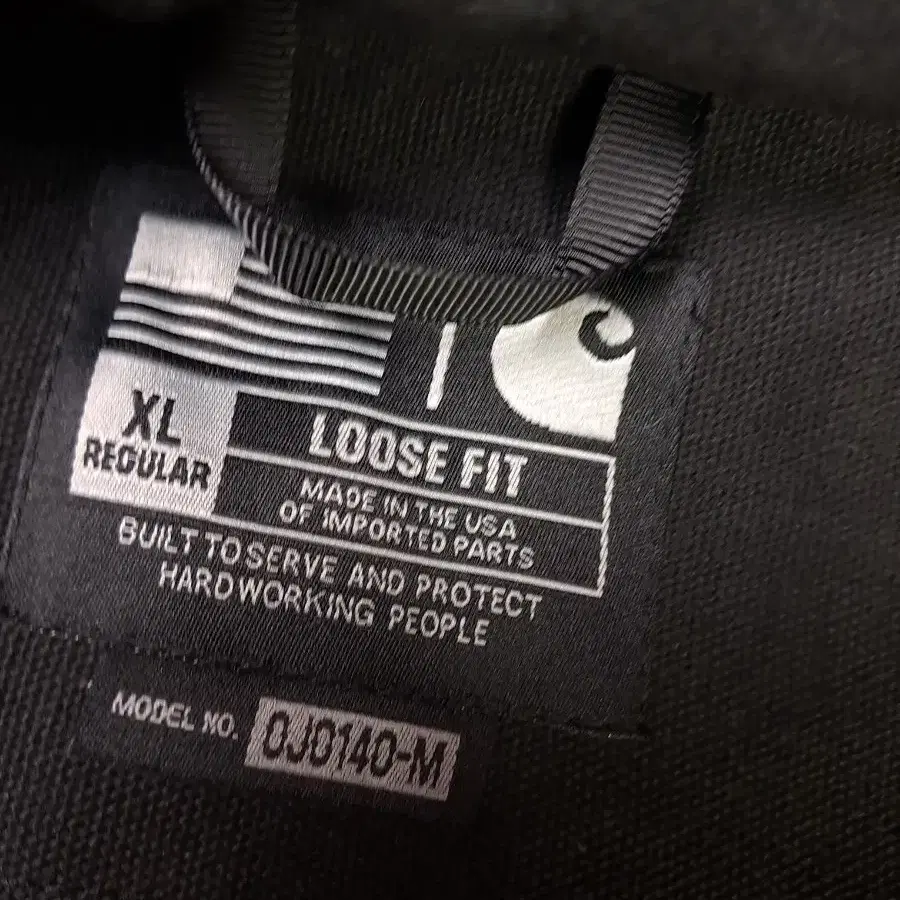 XL
REGULAR
LOOSE FIT
MADE IN THE USA
OF IMPORTED PARTS
BUILT TO SERVE AND PROTECT
HARDWORKING PEOPLE
MODEL NO. 0J0140-M